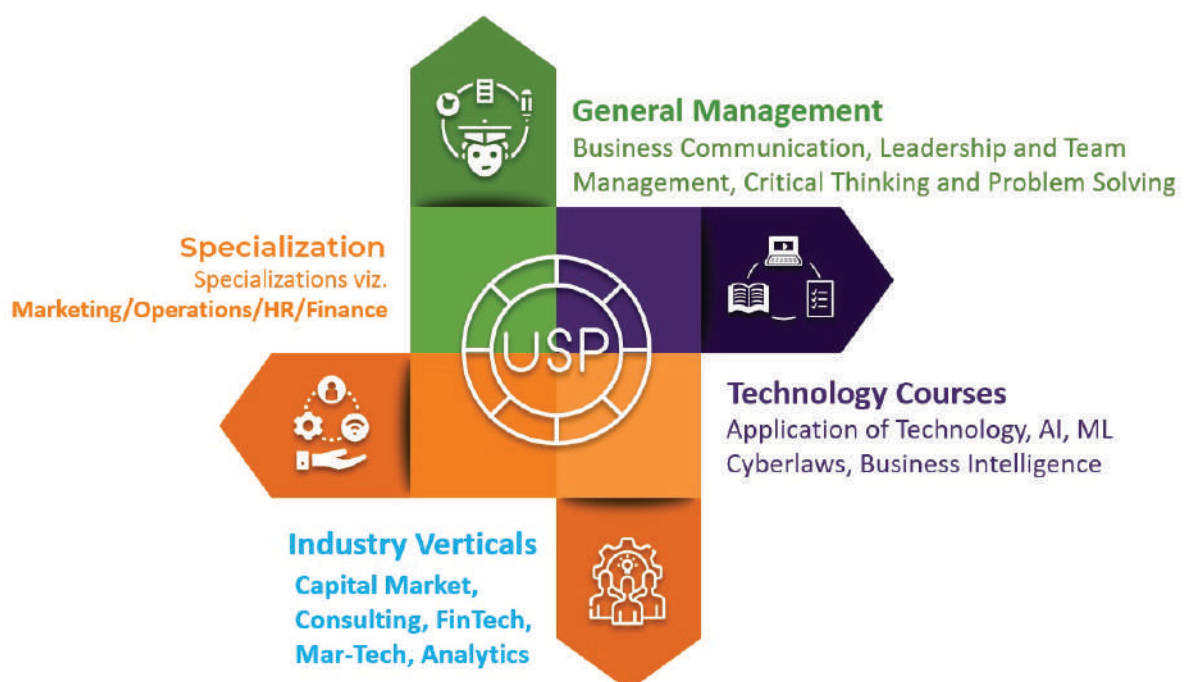 General Management
Business Communication, Leadership and Team
Management, Critical Thinking and Problem Solving
Specialization
Specializations viz.
Marketing/Operations/HR/Finance
USP
Technology Courses
Application of Technology, AI, ML
Cyberlaws, Business Intelligence
Industry Verticals
Capital Market,
Consulting, FinTech,
Mar-Tech, Analytics